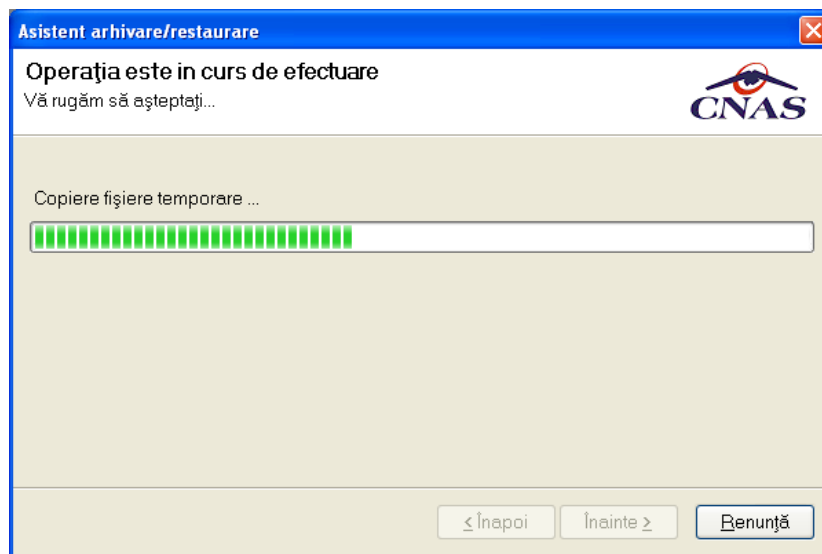 Asistent arhivare/restaurare
Operaţia este in curs de efectuare
Vă rugăm să aşteptaţi...
CNAS
Copiere fişiere temporare ...
< Înapoi
Înainte >
Renunţă